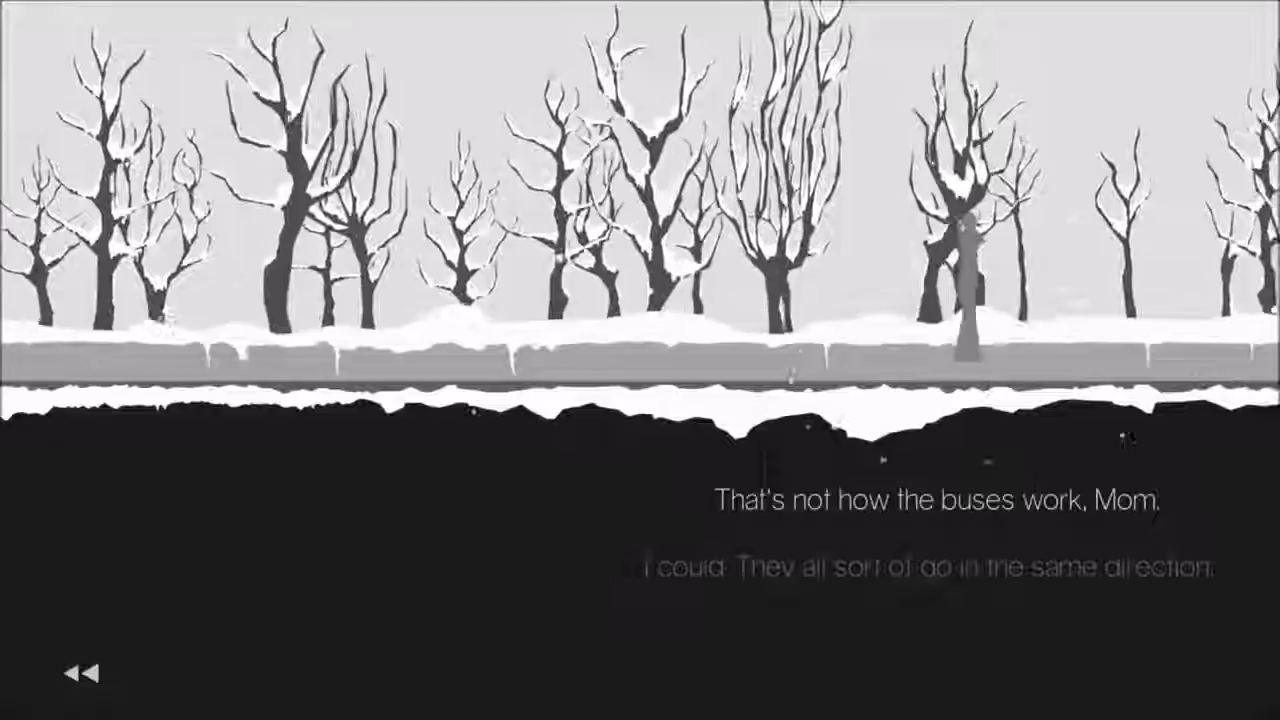 That's not how the buses work, Mom.
I could. They all sort of go in the same direction.